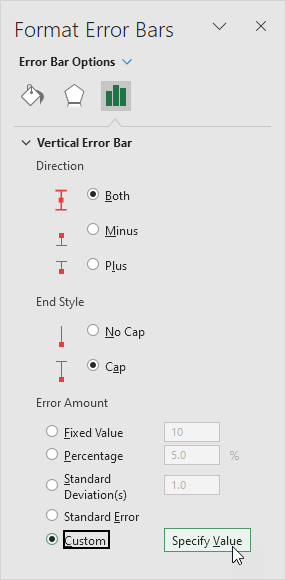 Format Error Bars
Error Bar Options
Vertical Error Bar
Direction
Both
Minus
Plus
End Style
No Cap
Cap
Error Amount
Fixed Value 10
Percentage 5.0 %
Standard 1.0
Deviation(s)
Standard Error
Custom Specify Value